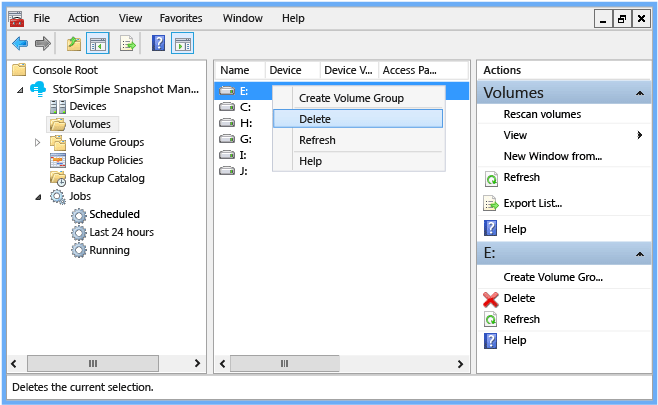 File Action View Favorites Window Help
Console Root
StorSimple Snapshot Man...
Devices
Volumes
Volume Groups
Backup Policies
Backup Catalog
Jobs
Scheduled
Last 24 hours
Running
Name Device Device V... Access Pa...
E:
C:
H:
G:
I:
J:
Create Volume Group
Delete
Refresh
Help
Actions
Volumes
Rescan volumes
View
New Window from...
Refresh
Export List...
Help
E:
Create Volume Gro...
Delete
Refresh
Help
Deletes the current selection.